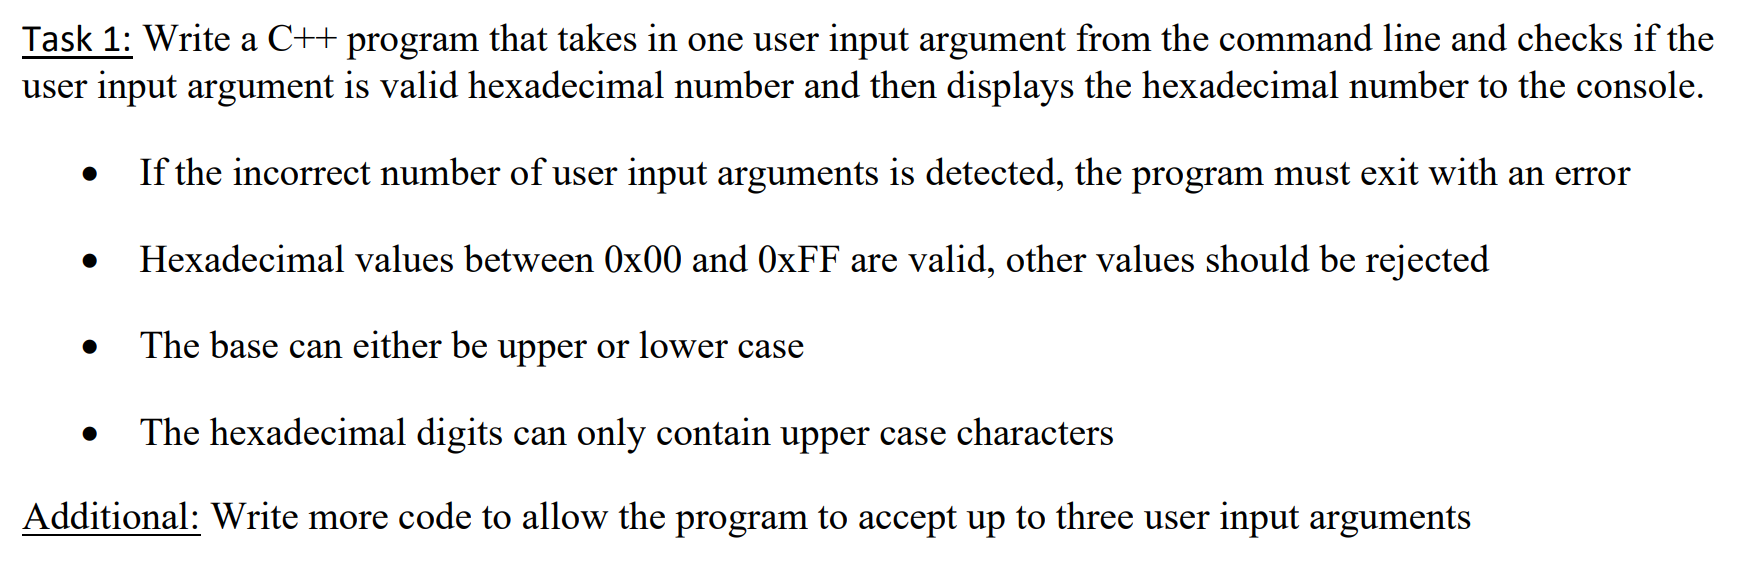 Task 1: Write a C++ program that takes in one user input argument from the command line and checks if the
user input argument is valid hexadecimal number and then displays the hexadecimal number to the console.
• If the incorrect number of user input arguments is detected, the program must exit with an error
• Hexadecimal values between 0x00 and 0xFF are valid, other values should be rejected
• The base can either be upper or lower case
• The hexadecimal digits can only contain upper case characters
Additional: Write more code to allow the program to accept up to three user input arguments